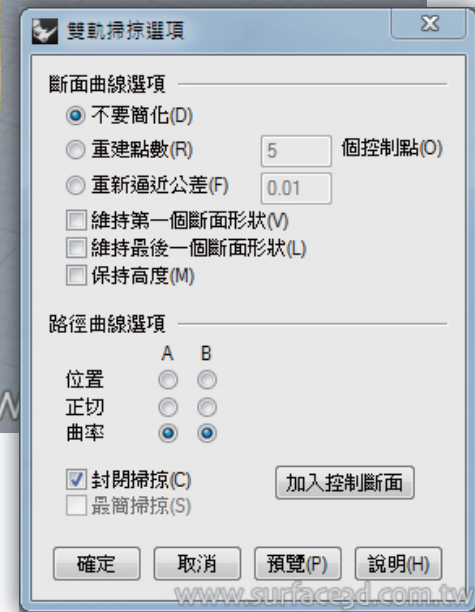 雙軌掃掠選項
斷面曲線選項
不要簡化(D)
重建點數(R) 5 個控制點(O)
重新逼近公差(F) 0.01
維持第一個斷面形狀(V)
維持最後一個斷面形狀(L)
保持高度(M)
路徑曲線選項
A B
位置
正切
曲率
封閉掃掠(C) 加入控制斷面
最簡掃掠(S)
確定 取消 預覽(P) 說明(H)
www.surface3d.com.tw